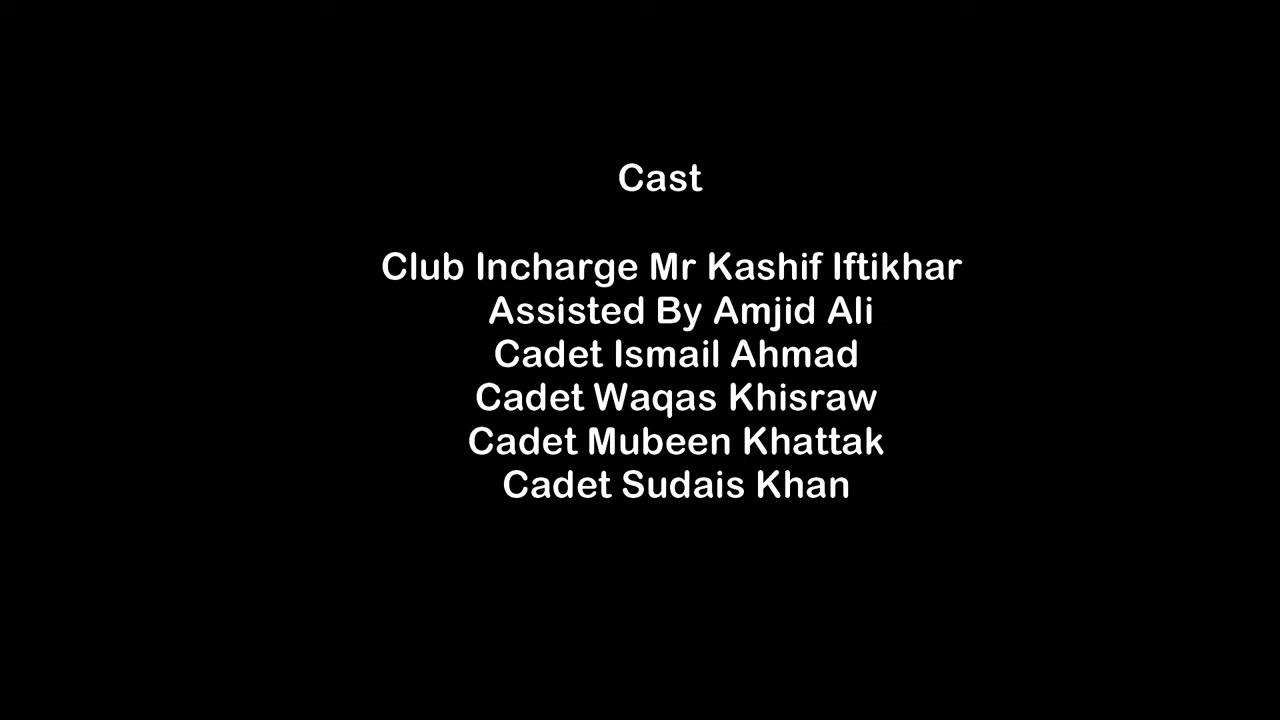 Cast
Club Incharge Mr Kashif Iftikhar
Assisted By Amjid Ali
Cadet Ismail Ahmad
Cadet Waqas Khisraw
Cadet Mubeen Khattak
Cadet Sudais Khan